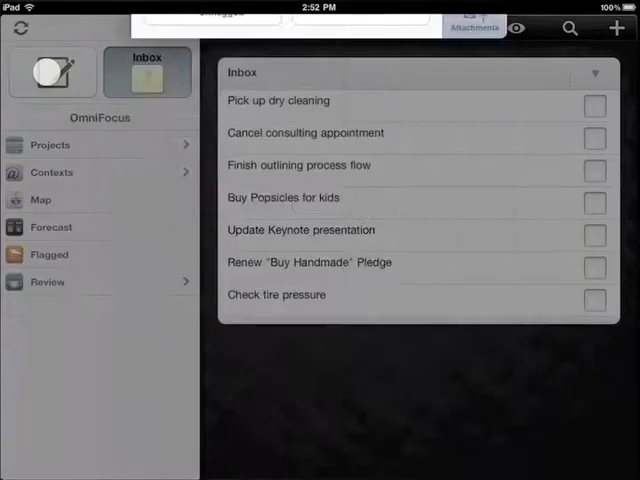 iPad
2:52 PM
100%
Attachments
Inbox
OmniFocus
Projects
Contexts
Map
Forecast
Flagged
Review
Inbox
Pick up dry cleaning
Cancel consulting appointment
Finish outlining process flow
Buy Popsicles for kids
Update Keynote presentation
Renew "Buy Handmade" Pledge
Check tire pressure